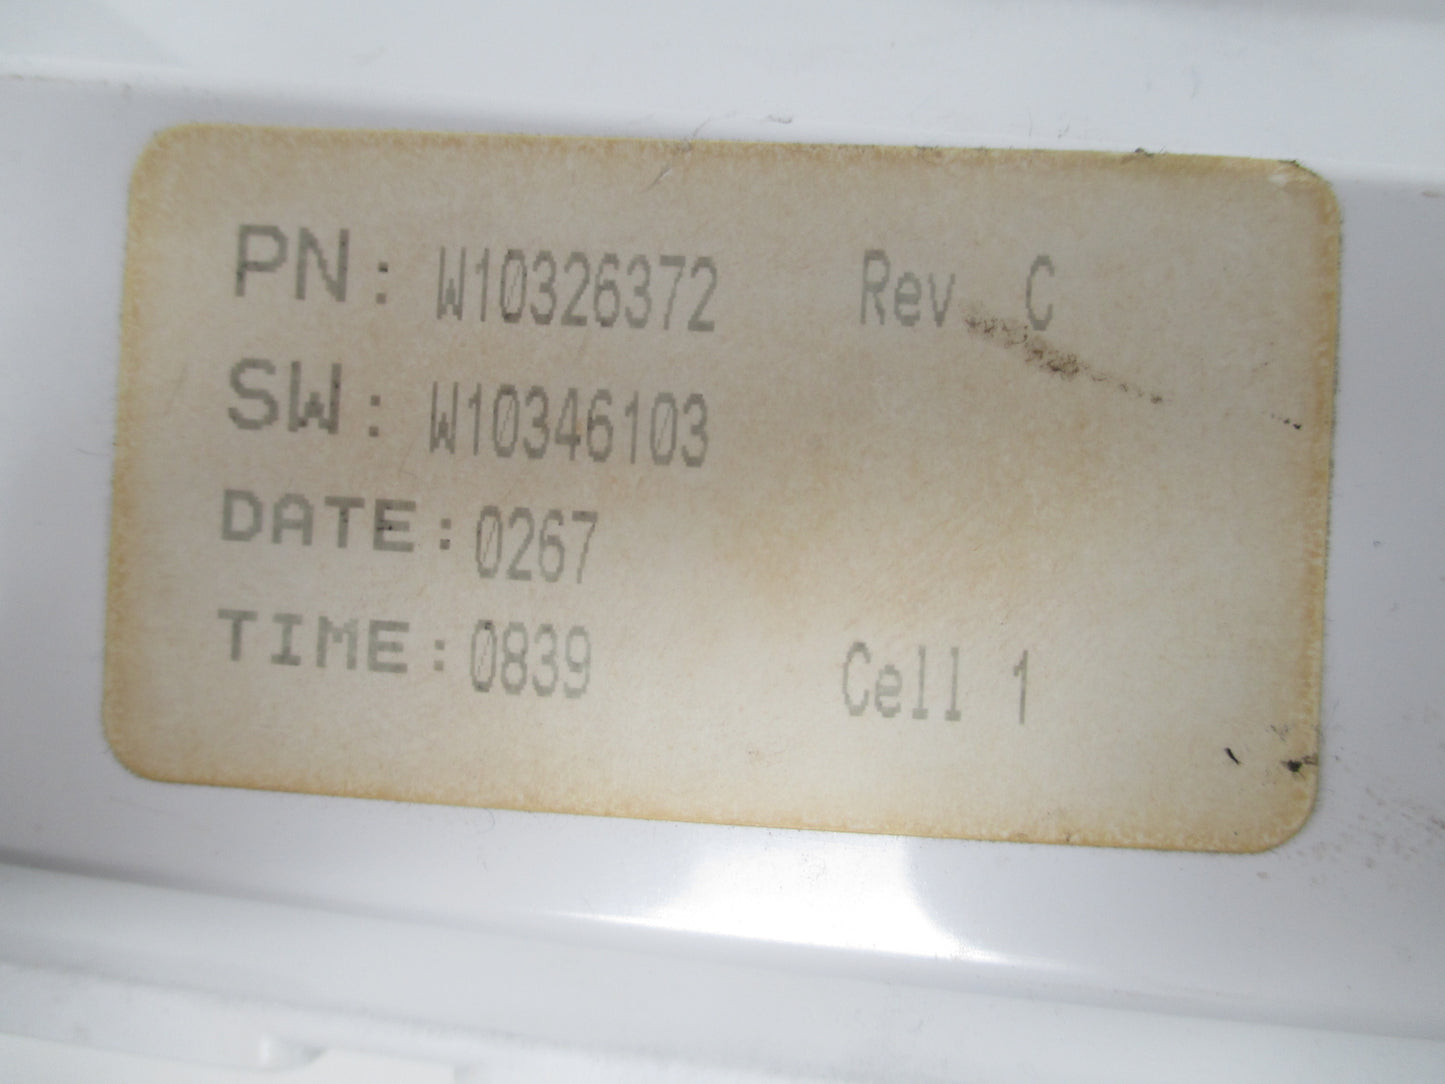 PN: W10326372 Rev C
SW: W10346103
DATE: 0267
TIME: 0839 Cell 1